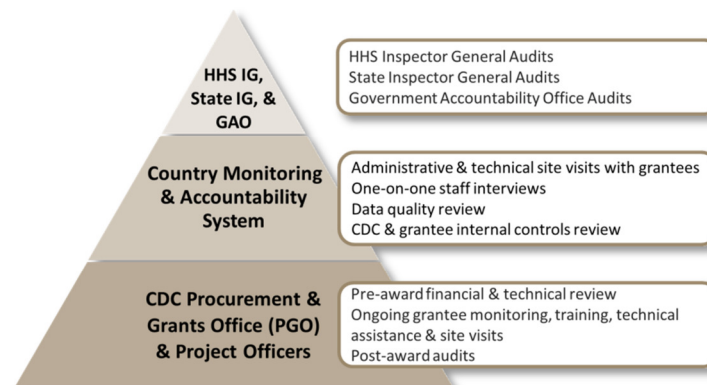 HHS IG,
State IG, &
GAO
HHS Inspector General Audits
State Inspector General Audits
Government Accountability Office Audits
Country Monitoring
& Accountability
System
Administrative & technical site visits with grantees
One-on-one staff interviews
Data quality review
CDC & grantee internal controls review
CDC Procurement &
Grants Office (PGO)
& Project Officers
Pre-award financial & technical review
Ongoing grantee monitoring, training, technical
assistance & site visits
Post-award audits